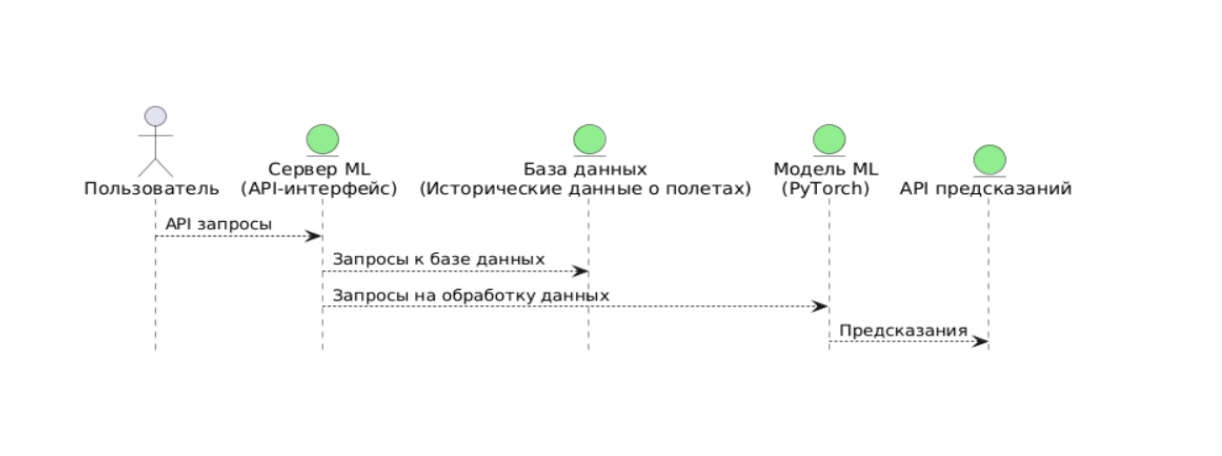 Пользователь
Сервер ML
(API-интерфейс)
База данных
(Исторические данные о полетах)
Модель ML
(PyTorch)
API предсказаний
API запросы
Запросы к базе данных
Запросы на обработку данных
Предсказания